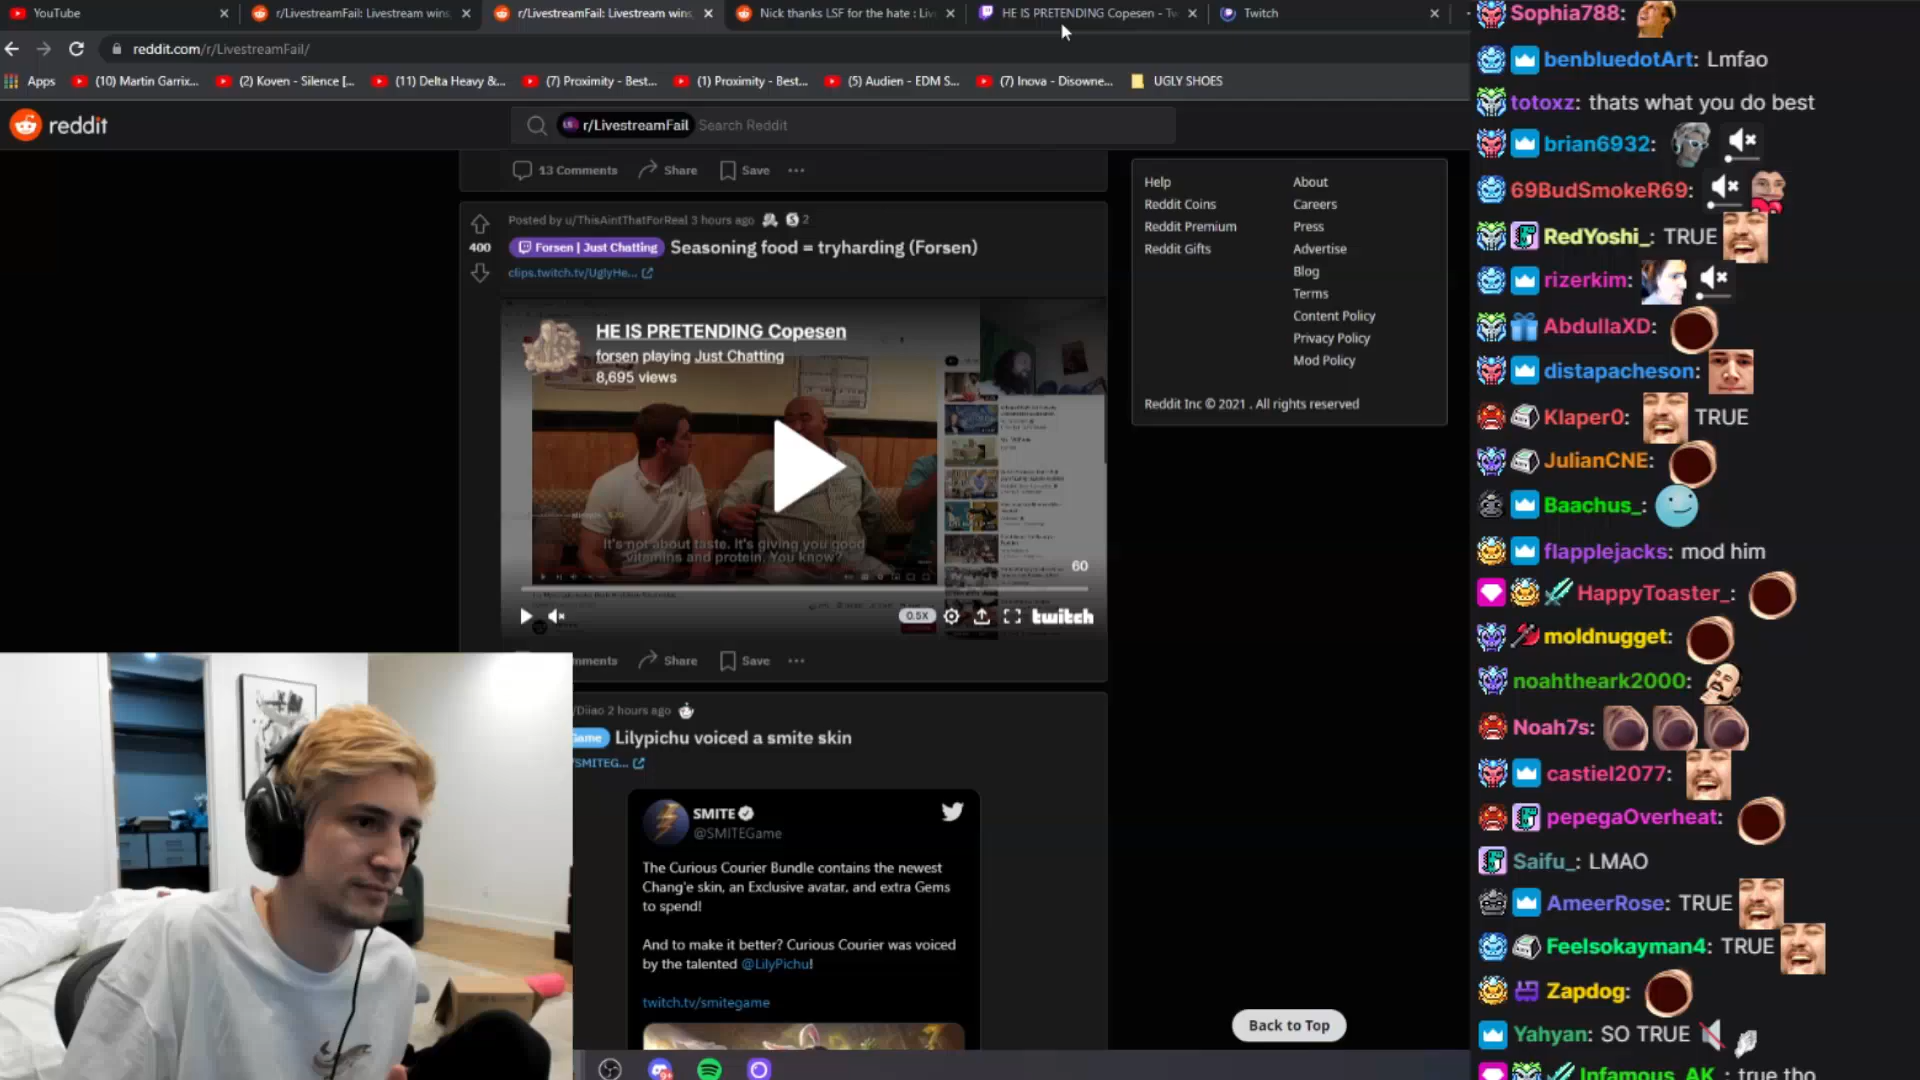 YouTube
r/LivestreamFail: Livestream wins
r/LivestreamFail: Livestream wins
Nick thanks LSF for the hate : Liv
HE IS PRETENDING Copesen - Tw
Twitch
reddit.com/r/LivestreamFail/
Apps
(10) Martin Garrix...
(2) Koven - Silence [...
(11) Delta Heavy &...
(7) Proximity - Best...
(1) Proximity - Best...
(5) Audien - EDM S...
(7) Inova - Disowne...
UGLY SHOES
reddit
r/LivestreamFail
Search Reddit
13 Comments
Share
Save
Posted by u/ThisAintThatForReal 3 hours ago
2
400
Forsen | Just Chatting
Seasoning food = tryharding (Forsen)
clips.twitch.tv/UglyHe...
HE IS PRETENDING Copesen
forsen playing Just Chatting
8,695 views
It's not about taste. It's giving you good
vitamins and protein. You know?
60
0.5X
twitch
mments
Share
Save
/Diiao 2 hours ago
Game
Lilypichu voiced a smite skin
/SMITEG...
SMITE
@SMITEGame
The Curious Courier Bundle contains the newest
Chang'e skin, an Exclusive avatar, and extra Gems
to spend!
And to make it better? Curious Courier was voiced
by the talented @LilyPichu!
twitch.tv/smitegame
Help
About
Reddit Coins
Careers
Reddit Premium
Press
Reddit Gifts
Advertise
Blog
Terms
Content Policy
Privacy Policy
Mod Policy
Reddit Inc © 2021 . All rights reserved
Back to Top
Sophia788:
benbluedotArt: Lmfao
totoxz: thats what you do best
brian6932:
69BudSmokeR69:
RedYoshi_: TRUE
rizerkim:
AbdullaXD:
distapacheson:
Klaper0: TRUE
JulianCNE:
Baachus_:
flapplejacks: mod him
HappyToaster_:
moldnugget:
noahtheark2000:
Noah7s:
castiel2077:
pepegaOverheat:
Saifu_: LMAO
AmeerRose: TRUE
Feelsokayman4: TRUE
Zapdog:
Yahyan: SO TRUE
Infamous_AK_: true tho